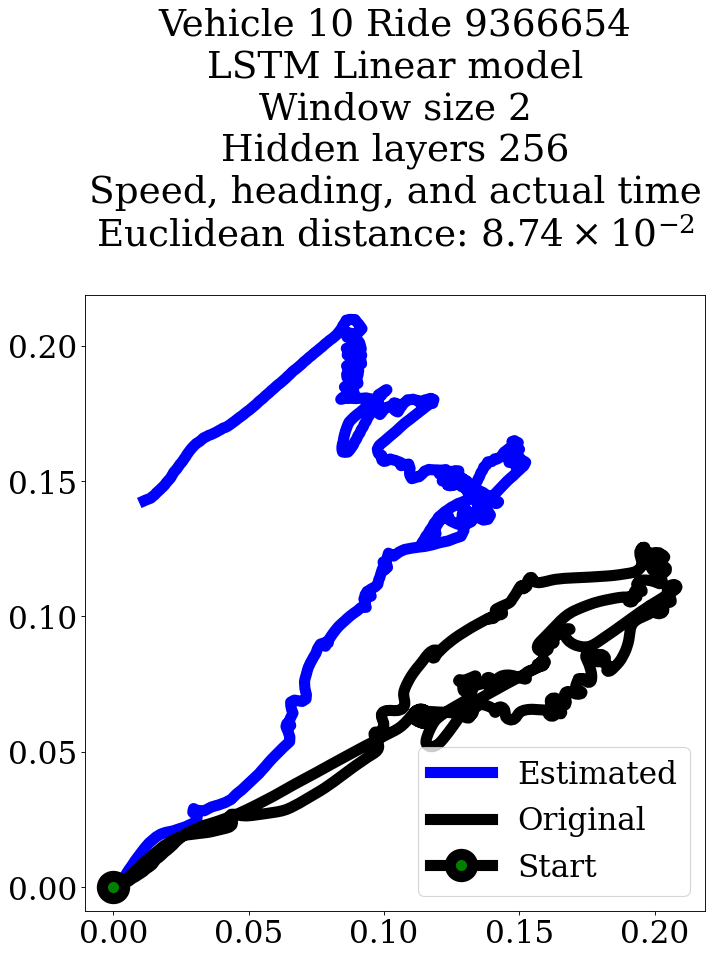 Vehicle 10 Ride 9366654
LSTM Linear model
Window size 2
Hidden layers 256
Speed, heading, and actual time
Euclidean distance: 8.74 × 10⁻²
0.20
0.15
0.10
0.05
0.00
Estimated
Original
Start
0.00 0.05 0.10 0.15 0.20